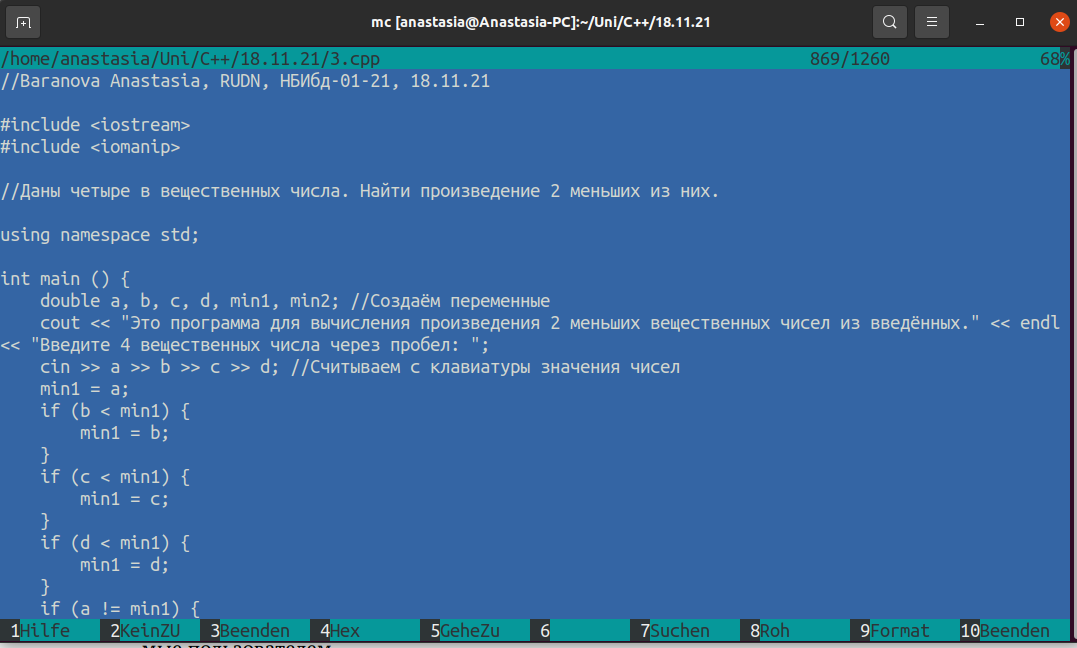 mc [anastasia@Anastasia-PC]:~/Uni/C++/18.11.21
/home/anastasia/Uni/C++/18.11.21/3.cpp 869/1260 68%
//Baranova Anastasia, RUDN, НБИбд-01-21, 18.11.21
#include <iostream>
#include <iomanip>
//Даны четыре в вещественных числа. Найти произведение 2 меньших из них.
using namespace std;
int main () {
    double a, b, c, d, min1, min2; //Создаём переменные
    cout << "Это программа для вычисления произведения 2 меньших вещественных чисел из введённых." << endl
<< "Введите 4 вещественных числа через пробел: ";
    cin >> a >> b >> c >> d; //Считываем с клавиатуры значения чисел
    min1 = a;
    if (b < min1) {
        min1 = b;
    }
    if (c < min1) {
        min1 = c;
    }
    if (d < min1) {
        min1 = d;
    }
    if (a != min1) {
1Hilfe 2KeinZU 3Beenden 4Hex 5GeheZu 6 7Suchen 8Roh 9Format 10Beenden